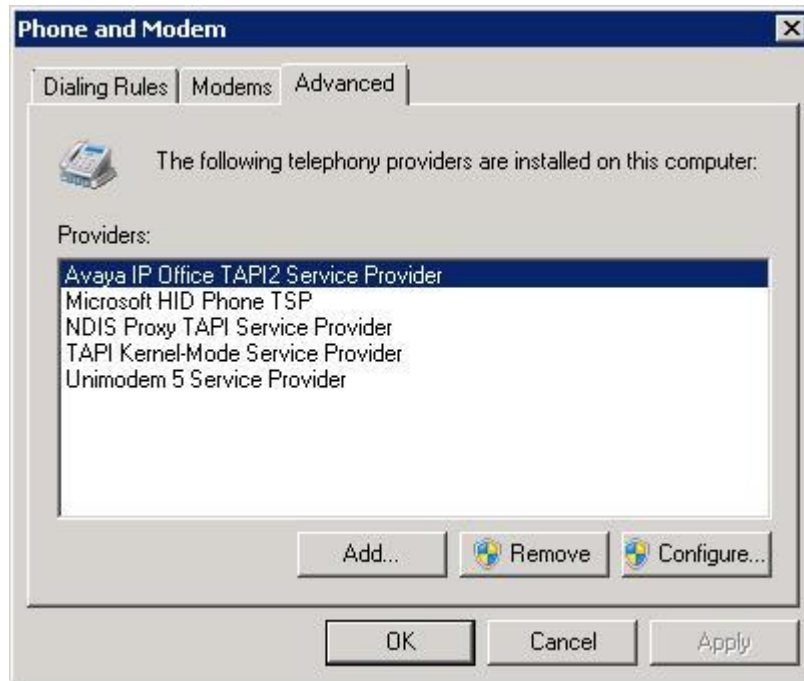 Phone and Modem
Dialing Rules Modems Advanced
The following telephony providers are installed on this computer:
Providers:
Avaya IP Office TAPI2 Service Provider
Microsoft HID Phone TSP
NDIS Proxy TAPI Service Provider
TAPI Kernel-Mode Service Provider
Unimodem 5 Service Provider
Add... Remove Configure...
OK Cancel Apply